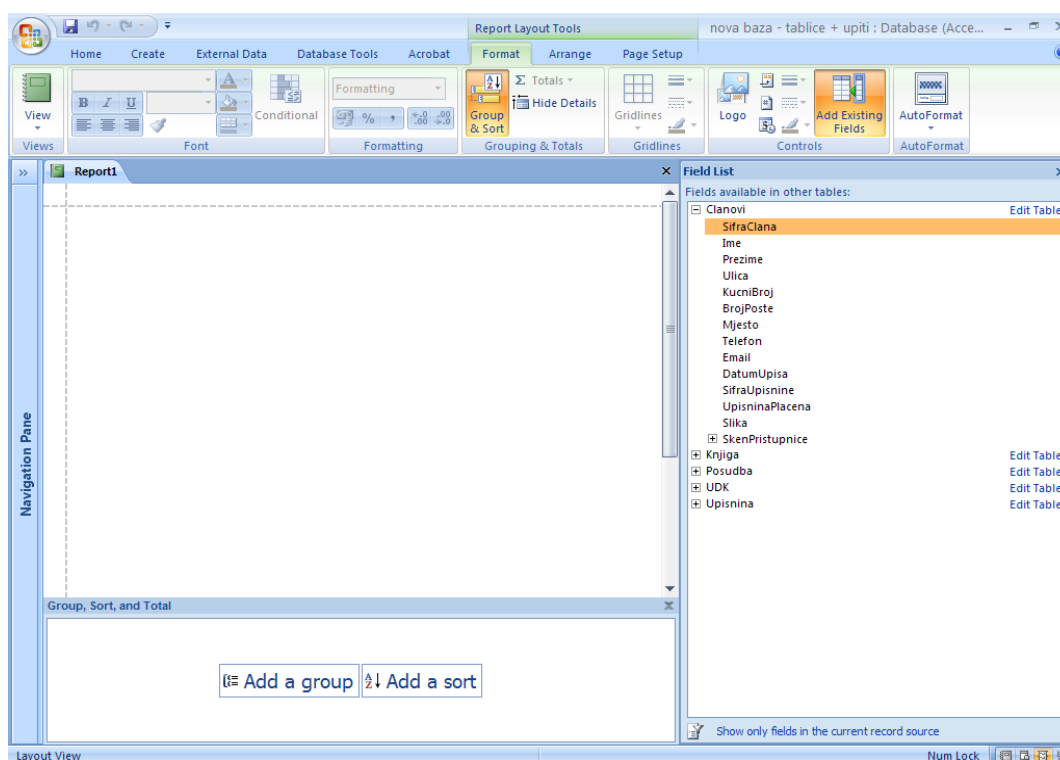 Report Layout Tools
nova baza - tablice + upiti : Database (Acce...
Home Create External Data Database Tools Acrobat Format Arrange Page Setup
View
Views
B I U
A
Conditional
Font
Formatting
% ,
Formatting
Group & Sort
Σ Totals
Hide Details
Grouping & Totals
Gridlines
Gridlines
Logo
Add Existing Fields
Controls
AutoFormat
AutoFormat
Report1
Navigation Pane
Field List
Fields available in other tables:
Clanovi Edit Table
SifraClana
Ime
Prezime
Ulica
KucniBroj
BrojPoste
Mjesto
Telefon
Email
DatumUpisa
SifraUpisnine
UpisninaPlacena
Slika
SkenPristupnice
Knjiga Edit Table
Posudba Edit Table
UDK Edit Table
Upisnina Edit Table
Group, Sort, and Total
Add a group Add a sort
Show only fields in the current record source
Layout View Num Lock